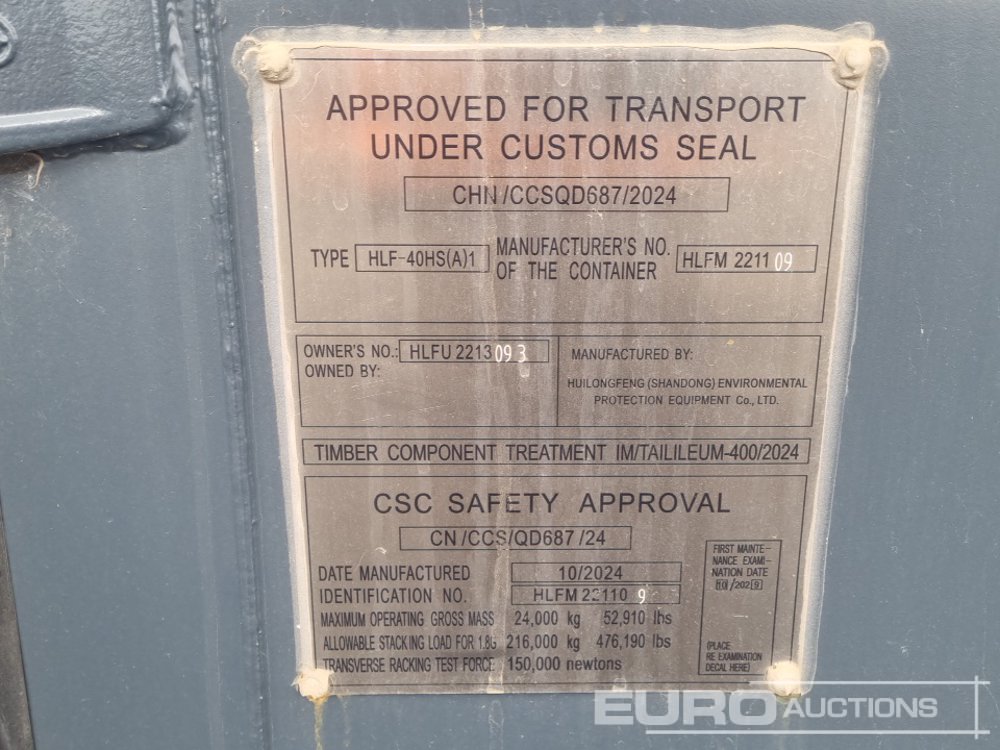 APPROVED FOR TRANSPORT
UNDER CUSTOMS SEAL
CHN/CCSQD687/2024
TYPE HLF-40HS(A)1 MANUFACTURER'S NO. OF THE CONTAINER HLFM 221109
OWNER'S NO.: HLFU 2213093
OWNED BY:
MANUFACTURED BY:
HUILONGFENG (SHANDONG) ENVIRONMENTAL
PROTECTION EQUIPMENT Co., LTD.
TIMBER COMPONENT TREATMENT IM/TAILILEUM-400/2024
CSC SAFETY APPROVAL
CN/CCS/QD687/24
DATE MANUFACTURED 10/2024
IDENTIFICATION NO. HLFM 22110 9
MAXIMUM OPERATING GROSS MASS 24,000 kg 52,910 lbs
ALLOWABLE STACKING LOAD FOR 1.8G 216,000 kg 476,190 lbs
TRANSVERSE RACKING TEST FORCE 150,000 newtons
FIRST MAINTE-
NANCE EXAMI-
NATION DATE
10/2029
(PLACE
RE EXAMINATION
DECAL HERE)
EURO AUCTIONS